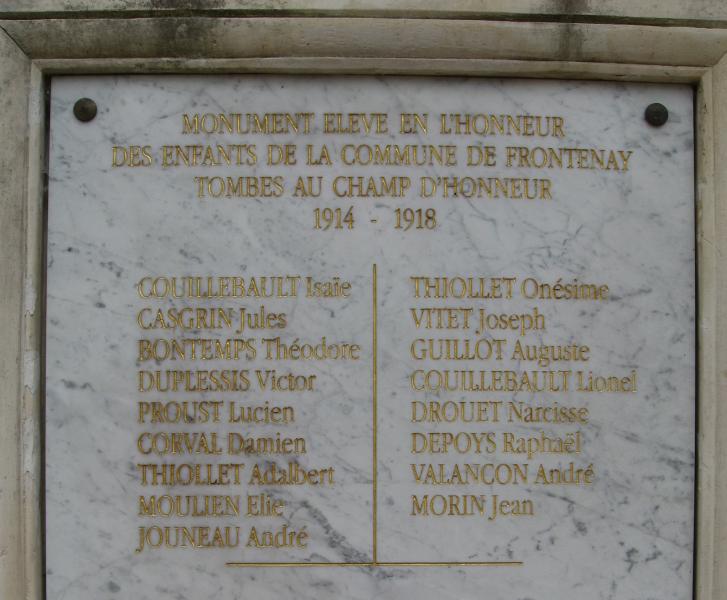 MONUMENT ELEVE EN L'HONNEUR
DES ENFANTS DE LA COMMUNE DE FRONTENAY
TOMBES AU CHAMP D'HONNEUR
1914 - 1918
COUILLEBAULT Isaïe
CASGRIN Jules
BONTEMPS Théodore
DUPLESSIS Victor
PROUST Lucien
CORVAL Damien
THIOLLET Adalbert
MOULIEN Elie
JOUNEAU André
THIOLLET Onésime
VITET Joseph
GUILLOT Auguste
COUILLEBAULT Lionel
DROUET Narcisse
DEPOYS Raphaël
VALANCON André
MORIN Jean